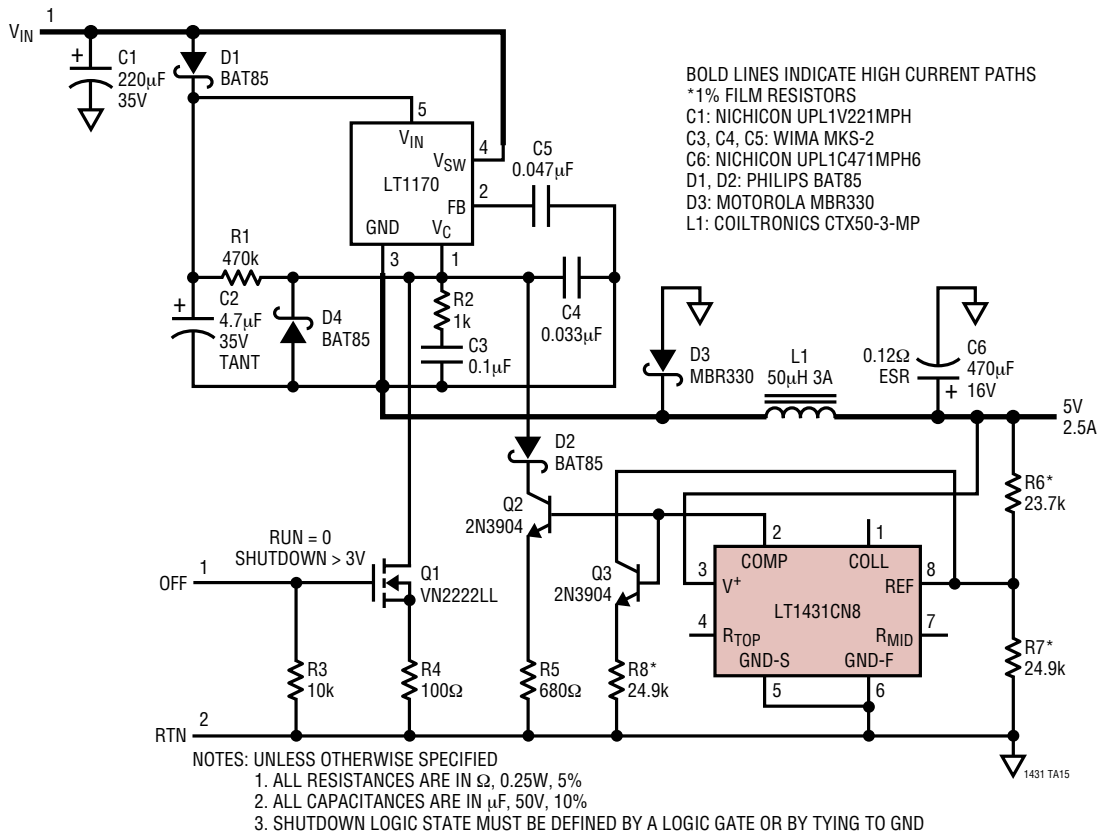 1
VIN
+
C1
220µF
35V
D1
BAT85
BOLD LINES INDICATE HIGH CURRENT PATHS
*1% FILM RESISTORS
C1: NICHICON UPL1V221MPH
C3, C4, C5: WIMA MKS-2
C6: NICHICON UPL1C471MPH6
D1, D2: PHILIPS BAT85
D3: MOTOROLA MBR330
L1: COILTRONICS CTX50-3-MP
5
VIN
VSW
4
LT1170
FB
2
GND
VC
3
1
C5
0.047µF
R1
470k
+
C2
4.7µF
35V
TANT
D4
BAT85
R2
1k
C3
0.1µF
C4
0.033µF
D3
MBR330
L1
50µH 3A
0.12Ω
ESR
C6
470µF
16V
+
5V
2.5A
D2
BAT85
Q2
2N3904
R6*
23.7k
RUN = 0
SHUTDOWN > 3V
OFF
1
Q1
VN2222LL
Q3
2N3904
2
1
COMP
COLL
3
V+
REF
8
LT1431CN8
4
RTOP
RMID
7
GND-S
GND-F
5
6
R3
10k
R4
100Ω
R5
680Ω
R8*
24.9k
R7*
24.9k
RTN
2
1431 TA15
NOTES: UNLESS OTHERWISE SPECIFIED
1. ALL RESISTANCES ARE IN Ω, 0.25W, 5%
2. ALL CAPACITANCES ARE IN µF, 50V, 10%
3. SHUTDOWN LOGIC STATE MUST BE DEFINED BY A LOGIC GATE OR BY TYING TO GND